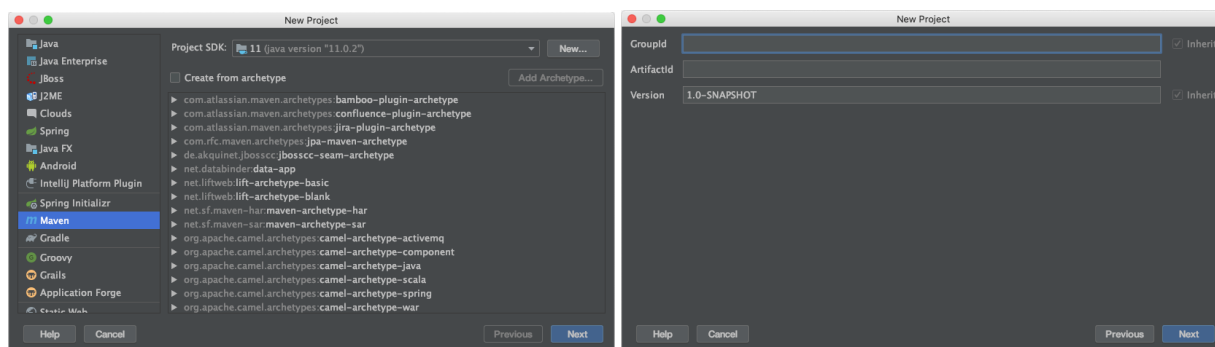 New Project
Java
Java Enterprise
JBoss
J2ME
Clouds
Spring
Java FX
Android
IntelliJ Platform Plugin
Spring Initializr
Maven
Gradle
Groovy
Grails
Application Forge
Static Web
Project SDK: 11 (java version "11.0.2") New...
Create from archetype Add Archetype...
com.atlassian.maven.archetypes:bamboo-plugin-archetype
com.atlassian.maven.archetypes:confluence-plugin-archetype
com.atlassian.maven.archetypes:jira-plugin-archetype
com.rfc.maven.archetypes:jpa-maven-archetype
de.akquinet.jbosscc:jbosscc-seam-archetype
net.databinder:data-app
net.liftweb:lift-archetype-basic
net.liftweb:lift-archetype-blank
net.sf.maven-har:maven-archetype-har
net.sf.maven-sar:maven-archetype-sar
org.apache.camel.archetypes:camel-archetype-activemq
org.apache.camel.archetypes:camel-archetype-component
org.apache.camel.archetypes:camel-archetype-java
org.apache.camel.archetypes:camel-archetype-scala
org.apache.camel.archetypes:camel-archetype-spring
org.apache.camel.archetypes:camel-archetype-war
Help Cancel Previous Next
New Project
GroupId Inherit
ArtifactId
Version 1.0-SNAPSHOT Inherit
Help Cancel Previous Next